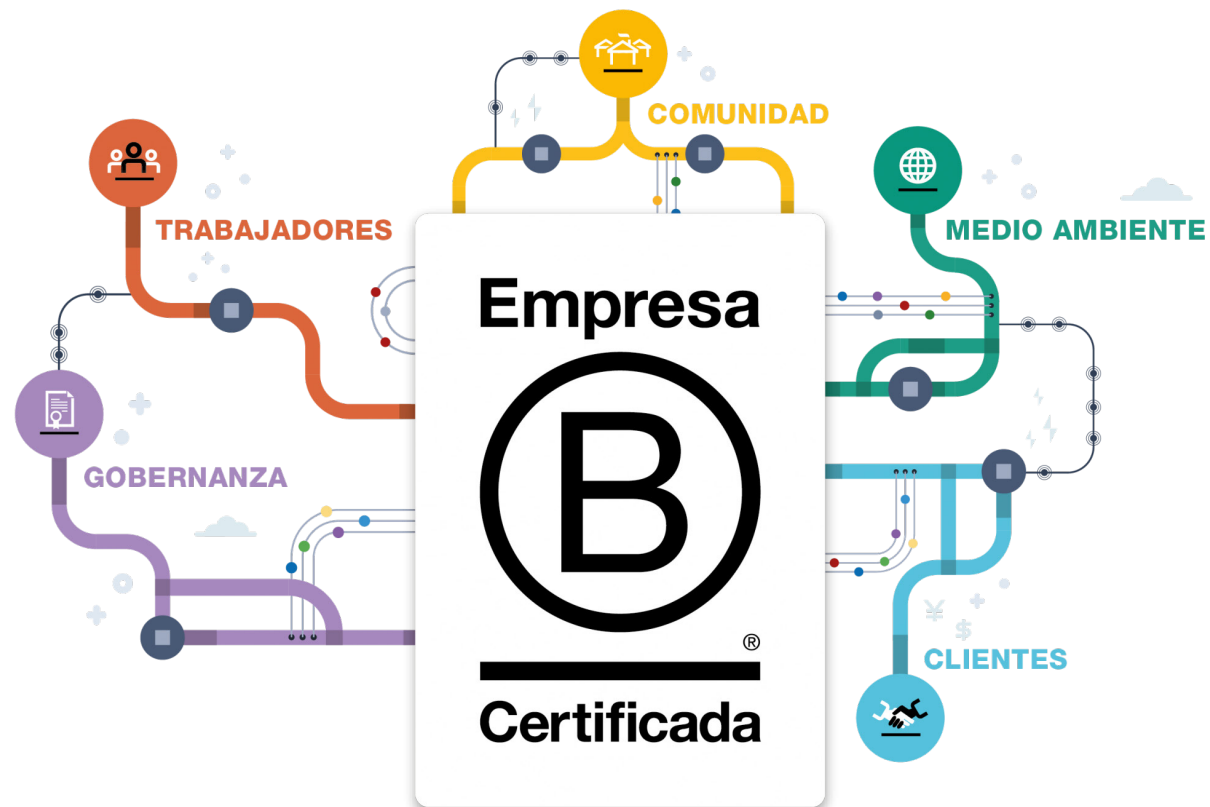 COMUNIDAD
TRABAJADORES
MEDIO AMBIENTE
Empresa
B
®
Certificada
GOBERNANZA
CLIENTES
¥
$